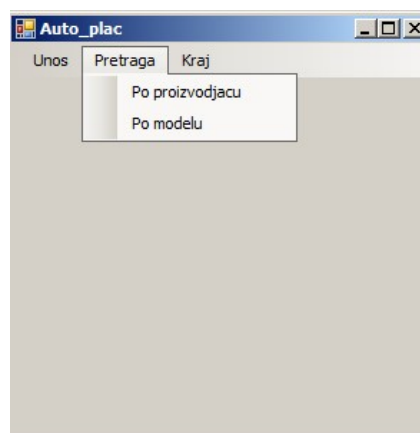 Auto_plac
Unos Pretraga Kraj
Po proizvodjacu
Po modelu